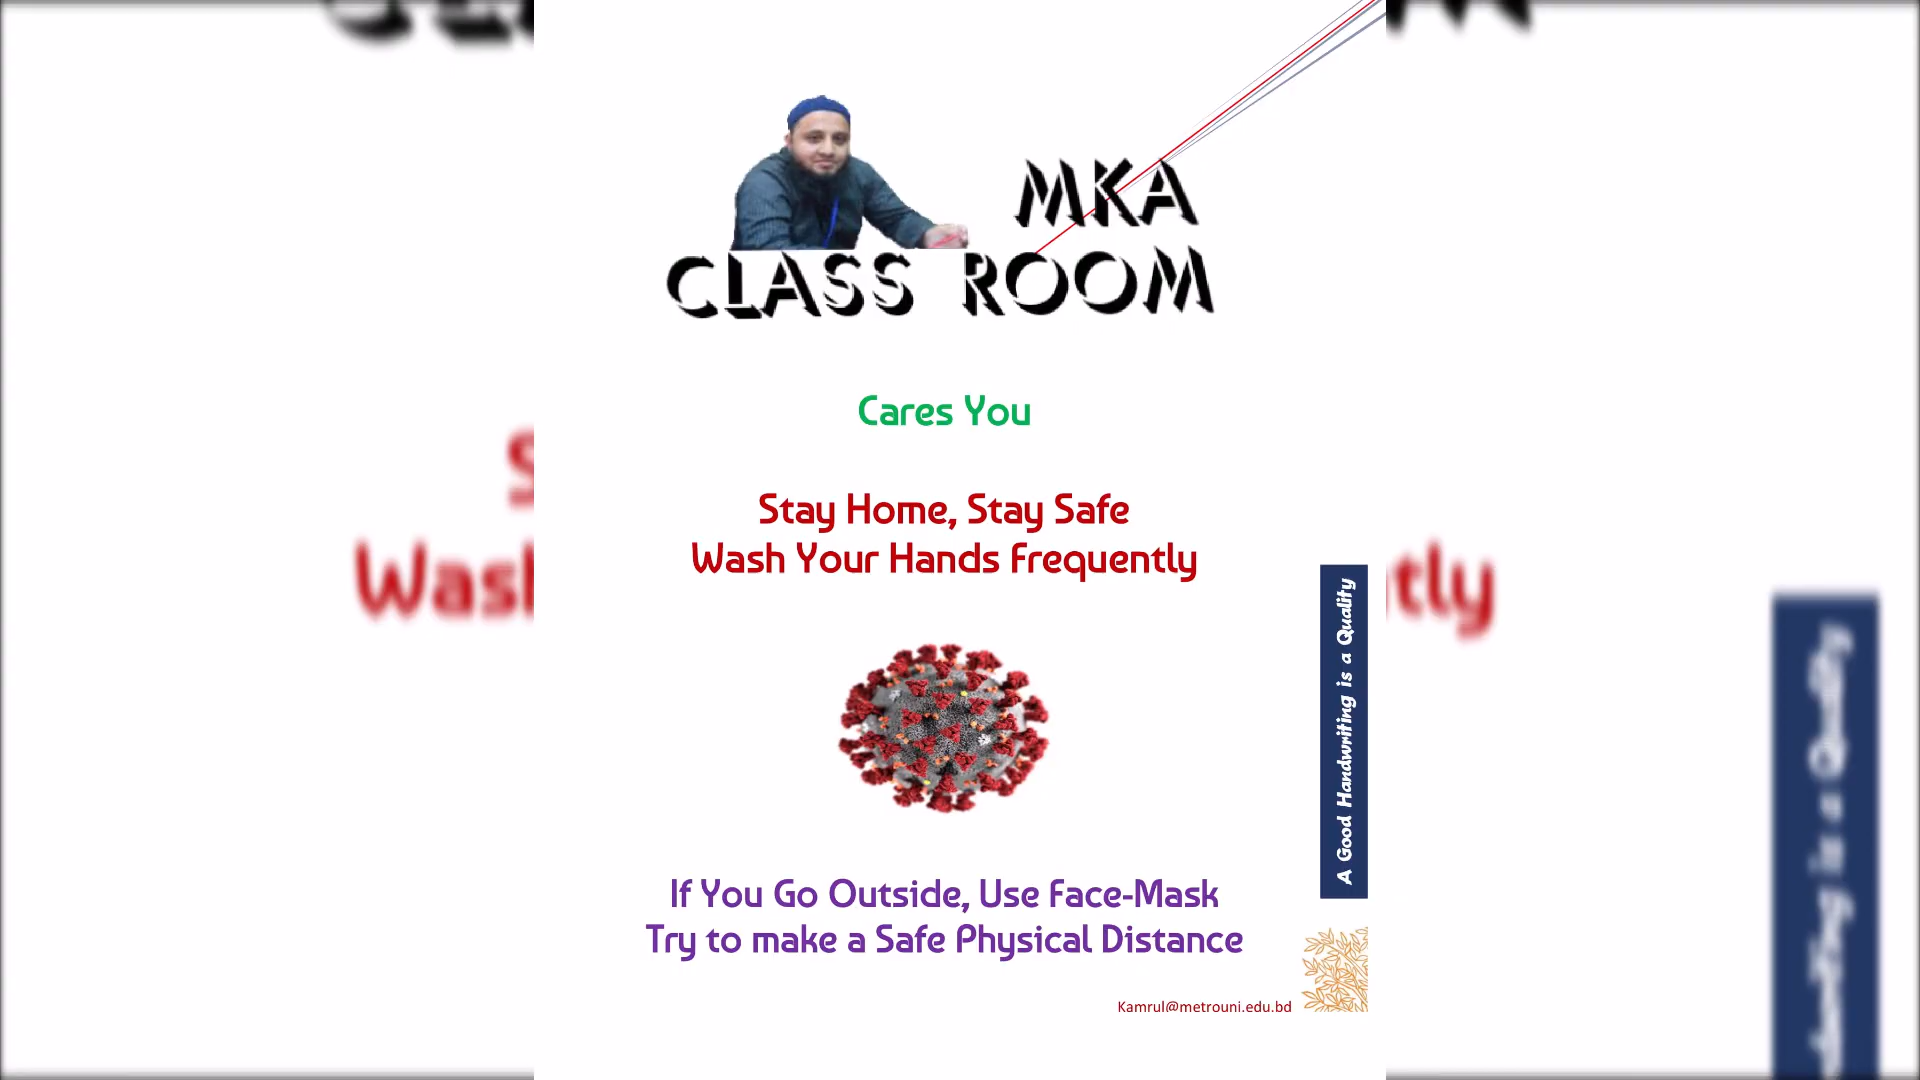 MKA
CLASS ROOM
Cares You
Stay Home, Stay Safe
Wash Your Hands Frequently
A Good Handwriting is a Quality
If You Go Outside, Use Face-Mask
Try to make a Safe Physical Distance
Kamrul@metrouni.edu.bd